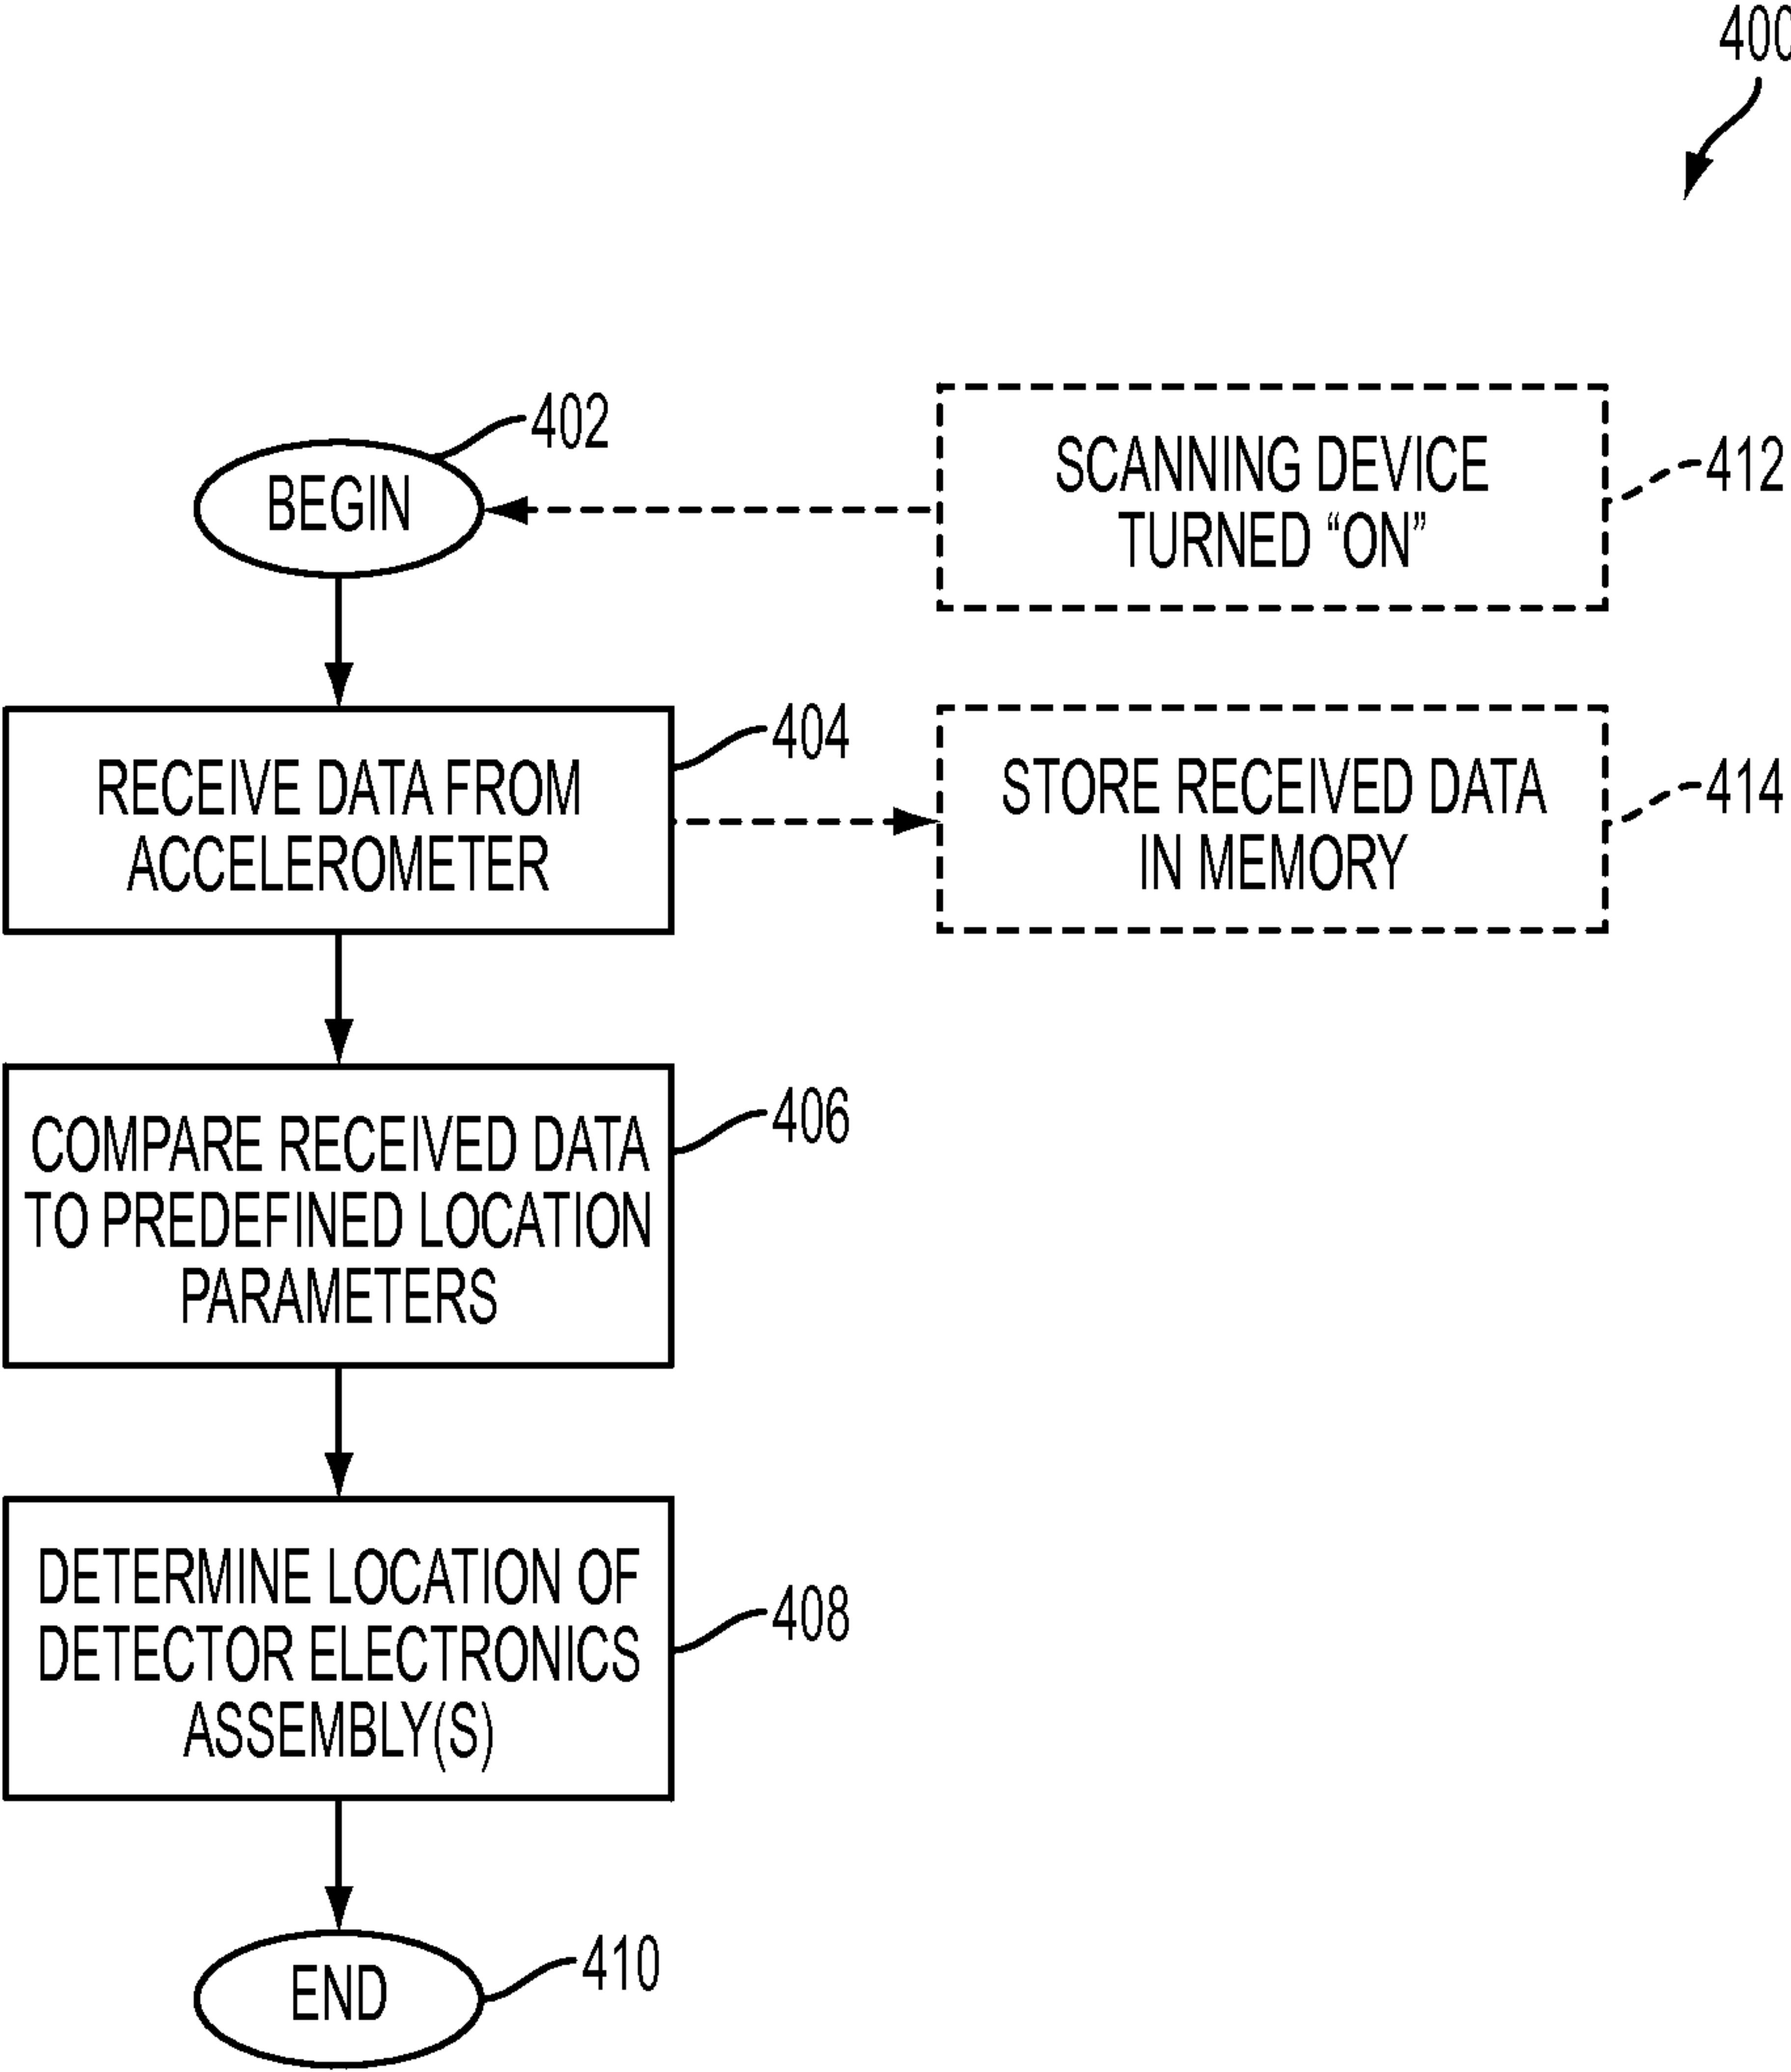 400
402
BEGIN
SCANNING DEVICE
TURNED “ON”
412
404
RECEIVE DATA FROM
ACCELEROMETER
STORE RECEIVED DATA
IN MEMORY
414
406
COMPARE RECEIVED DATA
TO PREDEFINED LOCATION
PARAMETERS
408
DETERMINE LOCATION OF
DETECTOR ELECTRONICS
ASSEMBLY(S)
410
END